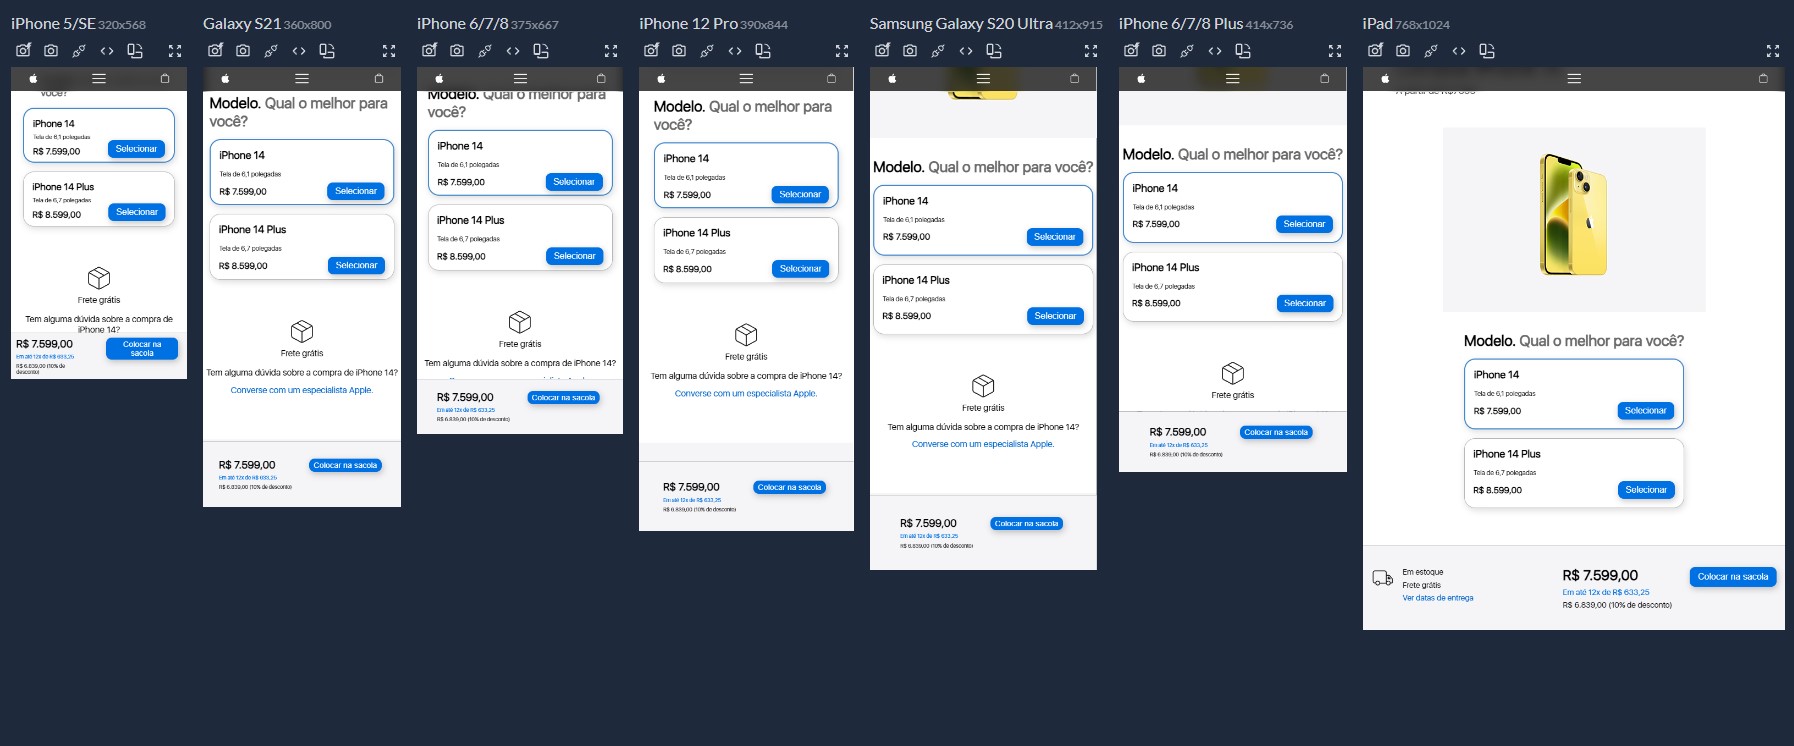 iPhone 5/SE 320x568
você?
iPhone 14
Tela de 6,1 polegadas
R$ 7.599,00
Selecionar
iPhone 14 Plus
Tela de 6,7 polegadas
R$ 8.599,00
Selecionar
Frete grátis
Tem alguma dúvida sobre a compra de
iPhone 14?
R$ 7.599,00
Em até 12x de R$ 633,25
R$ 6.839,00 (10% de
desconto)
Colocar na
sacola
Galaxy S21 360x800
Modelo. Qual o melhor para
você?
iPhone 14
Tela de 6,1 polegadas
R$ 7.599,00
Selecionar
iPhone 14 Plus
Tela de 6,7 polegadas
R$ 8.599,00
Selecionar
Frete grátis
Tem alguma dúvida sobre a compra de iPhone 14?
Converse com um especialista Apple.
R$ 7.599,00
Colocar na sacola
Em até 12x de R$ 633,25
R$ 6.839,00 (10% de desconto)
iPhone 6/7/8 375x667
Modelo. Qual o melhor para
você?
iPhone 14
Tela de 6,1 polegadas
R$ 7.599,00
Selecionar
iPhone 14 Plus
Tela de 6,7 polegadas
R$ 8.599,00
Selecionar
Frete grátis
Tem alguma dúvida sobre a compra de iPhone 14?
R$ 7.599,00
Colocar na sacola
Em até 12x de R$ 633,25
R$ 6.839,00 (10% de desconto)
iPhone 12 Pro 390x844
Modelo. Qual o melhor para
você?
iPhone 14
Tela de 6,1 polegadas
R$ 7.599,00
Selecionar
iPhone 14 Plus
Tela de 6,7 polegadas
R$ 8.599,00
Selecionar
Frete grátis
Tem alguma dúvida sobre a compra de iPhone 14?
Converse com um especialista Apple.
R$ 7.599,00
Colocar na sacola
Em até 12x de R$ 633,25
R$ 6.839,00 (10% de desconto)
Samsung Galaxy S20 Ultra 412x915
Modelo. Qual o melhor para você?
iPhone 14
Tela de 6,1 polegadas
R$ 7.599,00
Selecionar
iPhone 14 Plus
Tela de 6,7 polegadas
R$ 8.599,00
Selecionar
Frete grátis
Tem alguma dúvida sobre a compra de iPhone 14?
Converse com um especialista Apple.
R$ 7.599,00
Colocar na sacola
Em até 12x de R$ 633,25
R$ 6.839,00 (10% de desconto)
iPhone 6/7/8 Plus 414x736
Modelo. Qual o melhor para você?
iPhone 14
Tela de 6,1 polegadas
R$ 7.599,00
Selecionar
iPhone 14 Plus
Tela de 6,7 polegadas
R$ 8.599,00
Selecionar
Frete grátis
R$ 7.599,00
Colocar na sacola
Em até 12x de R$ 633,25
R$ 6.839,00 (10% de desconto)
iPad 768x1024
Modelo. Qual o melhor para você?
iPhone 14
Tela de 6,1 polegadas
R$ 7.599,00
Selecionar
iPhone 14 Plus
Tela de 6,7 polegadas
R$ 8.599,00
Selecionar
Em estoque
Frete grátis
Ver datas de entrega
R$ 7.599,00
Em até 12x de R$ 633,25
R$ 6.839,00 (10% de desconto)
Colocar na sacola